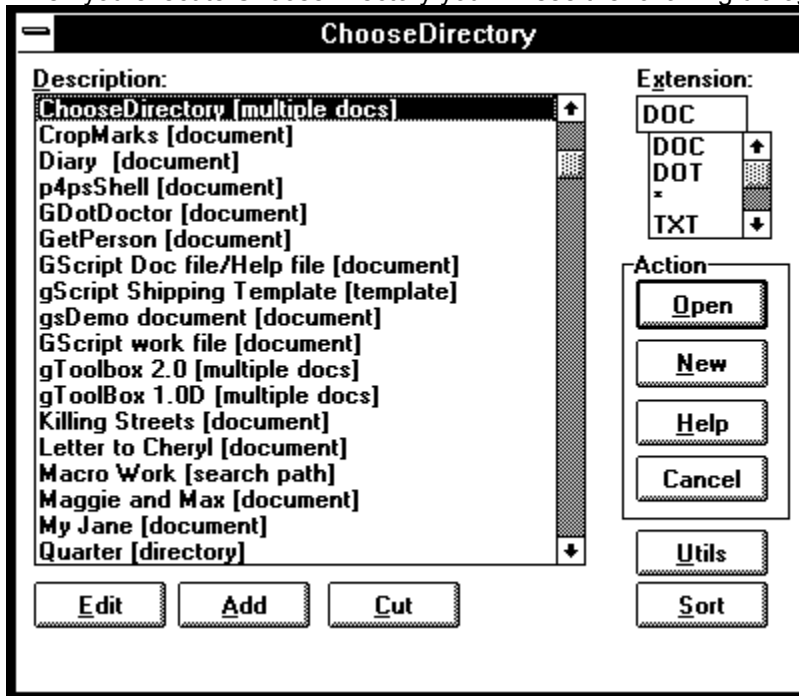 ChooseDirectory
Description:
ChooseDirectory [multiple docs]
CropMarks [document]
Diary [document]
p4psShell [document]
GDotDoctor [document]
GetPerson [document]
GScript Doc file/Help file [document]
gScript Shipping Template [template]
gsDemo document [document]
GScript work file [document]
gToolbox 2.0 [multiple docs]
gToolBox 1.0D [multiple docs]
Killing Streets [document]
Letter to Cheryl [document]
Macro Work [search path]
Maggie and Max [document]
My Jane [document]
Quarter [directory]
Edit
Add
Cut
Extension:
DOC
DOC
DOT
*
TXT
Action
Open
New
Help
Cancel
Utils
Sort